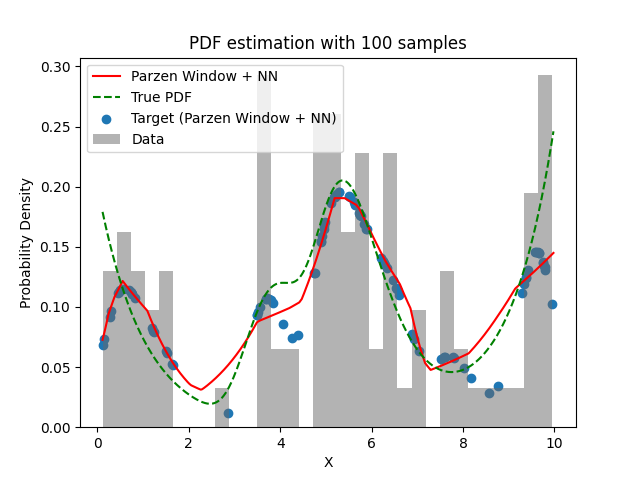 PDF estimation with 100 samples
Parzen Window + NN
True PDF
Target (Parzen Window + NN)
Data
Probability Density
0.30
0.25
0.20
0.15
0.10
0.05
0.00
0 2 4 6 8 10
X